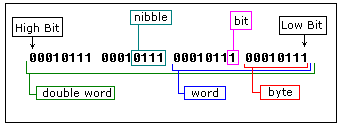 nibble bit
High Bit Low Bit
00010111 00010111 00010111 00010111
double word word byte